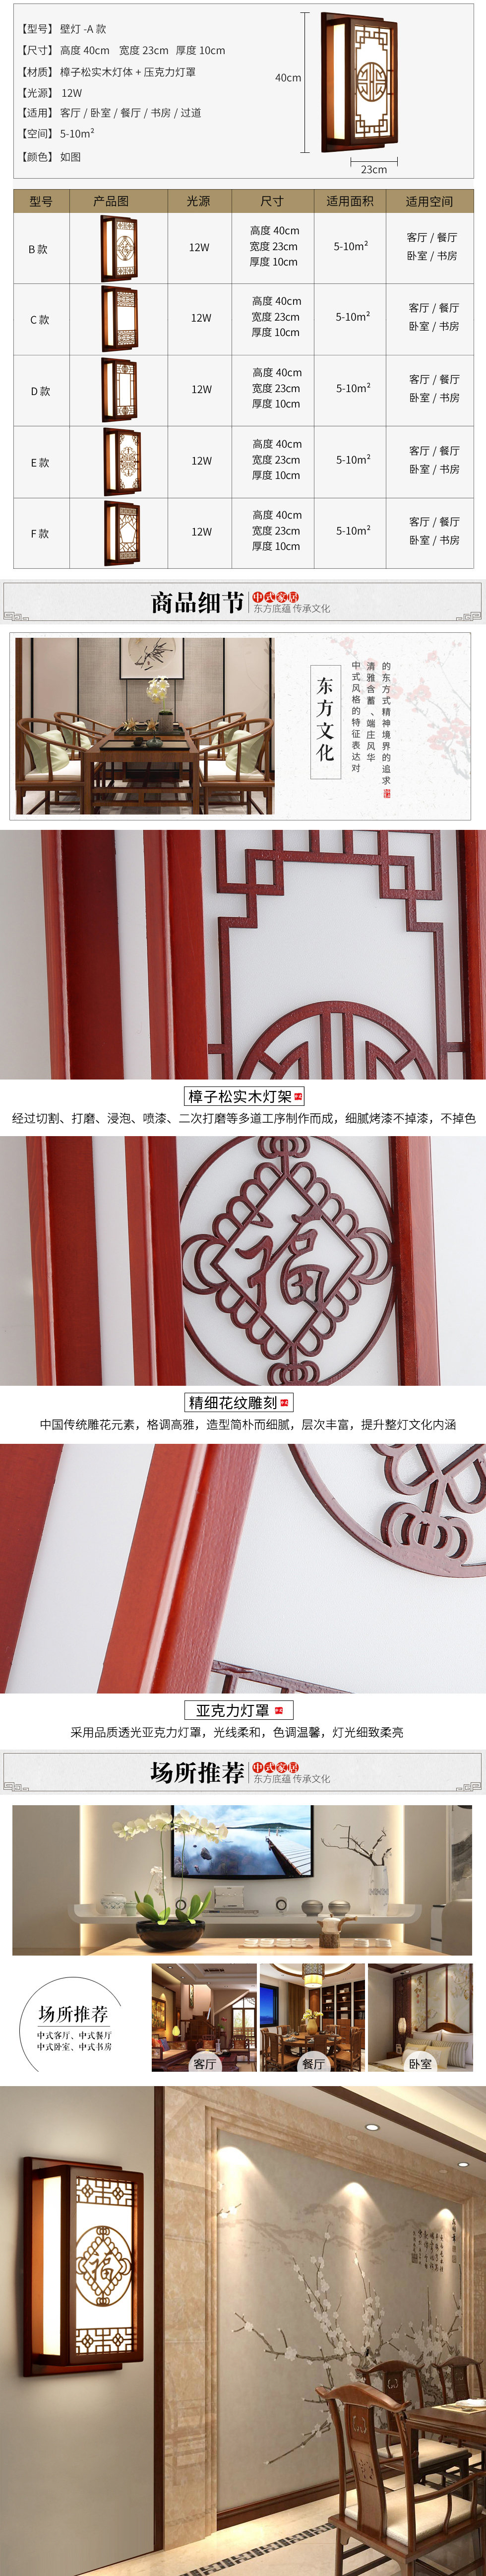 【型号】壁灯 -A 款
【尺寸】高度 40cm 宽度 23cm 厚度 10cm
【材质】樟子松实木灯体 + 压克力灯罩
【光源】 12W
【适用】客厅 / 卧室 / 餐厅 / 书房 / 过道
【空间】5-10m²
【颜色】如图
40cm
23cm
型号 产品图 光源 尺寸 适用面积 适用空间
B 款 12W 高度 40cm 宽度 23cm 厚度 10cm 5-10m² 客厅 / 餐厅 卧室 / 书房
C 款 12W 高度 40cm 宽度 23cm 厚度 10cm 5-10m² 客厅 / 餐厅 卧室 / 书房
D 款 12W 高度 40cm 宽度 23cm 厚度 10cm 5-10m² 客厅 / 餐厅 卧室 / 书房
E 款 12W 高度 40cm 宽度 23cm 厚度 10cm 5-10m² 客厅 / 餐厅 卧室 / 书房
F 款 12W 高度 40cm 宽度 23cm 厚度 10cm 5-10m² 客厅 / 餐厅 卧室 / 书房
商品细节
中式家居
东方底蕴 传承文化
东方文化
中式风格的特征表达对
清雅含蓄、端庄风华
的东方式精神境界的追求
樟子松实木灯架
经过切割、打磨、浸泡、喷漆、二次打磨等多道工序制作而成，细腻烤漆不掉漆，不掉色
福
精细花纹雕刻
中国传统雕花元素，格调高雅，造型简朴而细腻，层次丰富，提升整灯文化内涵
亚克力灯罩
采用品质透光亚克力灯罩，光线柔和，色调温馨，灯光细致柔亮
场所推荐
中式家居
东方底蕴 传承文化
场所推荐
中式客厅、中式餐厅
中式卧室、中式书房
客厅
餐厅
卧室
福